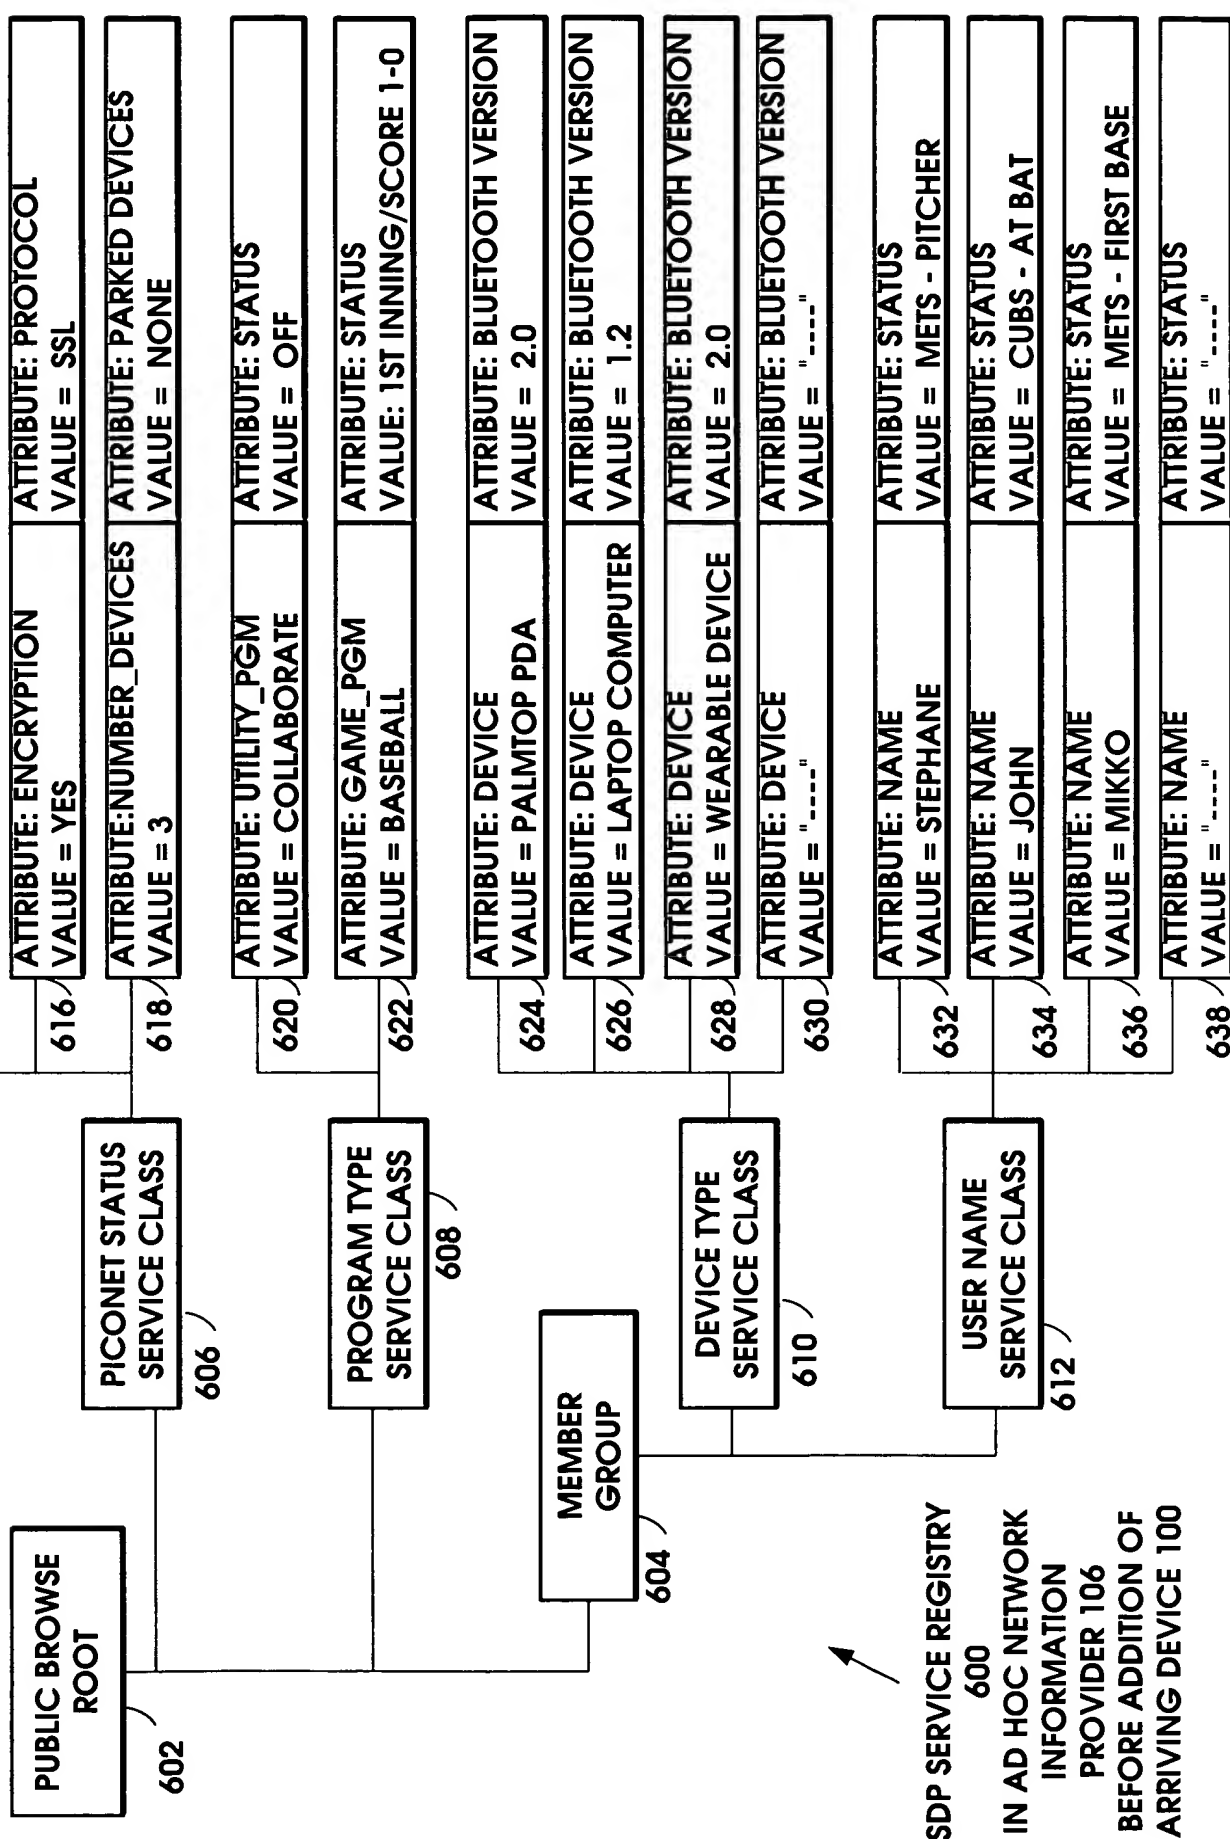 PUBLIC BROWSE
ROOT
602
PICONET STATUS
SERVICE CLASS
606
ATTRIBUTE: ENCRYPTION
VALUE = YES
ATTRIBUTE: PROTOCOL
VALUE = SSL
616
ATTRIBUTE:NUMBER_DEVICES
VALUE = 3
ATTRIBUTE: PARKED DEVICES
VALUE = NONE
618
PROGRAM TYPE
SERVICE CLASS
608
ATTRIBUTE: UTILITY_PGM
VALUE = COLLABORATE
ATTRIBUTE: STATUS
VALUE = OFF
620
ATTRIBUTE: GAME_PGM
VALUE = BASEBALL
ATTRIBUTE: STATUS
VALUE: 1ST INNING/SCORE 1-0
622
MEMBER
GROUP
604
DEVICE TYPE
SERVICE CLASS
610
ATTRIBUTE: DEVICE
VALUE = PALMTOP PDA
ATTRIBUTE: BLUETOOTH VERSION
VALUE = 2.0
624
ATTRIBUTE: DEVICE
VALUE = LAPTOP COMPUTER
ATTRIBUTE: BLUETOOTH VERSION
VALUE = 1.2
626
ATTRIBUTE: DEVICE
VALUE = WEARABLE DEVICE
ATTRIBUTE: BLUETOOTH VERSION
VALUE = 2.0
628
ATTRIBUTE: DEVICE
VALUE = "----"
ATTRIBUTE: BLUETOOTH VERSION
VALUE = "----"
630
USER NAME
SERVICE CLASS
612
ATTRIBUTE: NAME
VALUE = STEPHANE
ATTRIBUTE: STATUS
VALUE = METS - PITCHER
632
ATTRIBUTE: NAME
VALUE = JOHN
ATTRIBUTE: STATUS
VALUE = CUBS - AT BAT
634
ATTRIBUTE: NAME
VALUE = MIKKO
ATTRIBUTE: STATUS
VALUE = METS - FIRST BASE
636
ATTRIBUTE: NAME
VALUE = "----"
ATTRIBUTE: STATUS
VALUE = "----"
638
SDP SERVICE REGISTRY
600
IN AD HOC NETWORK
INFORMATION
PROVIDER 106
BEFORE ADDITION OF
ARRIVING DEVICE 100